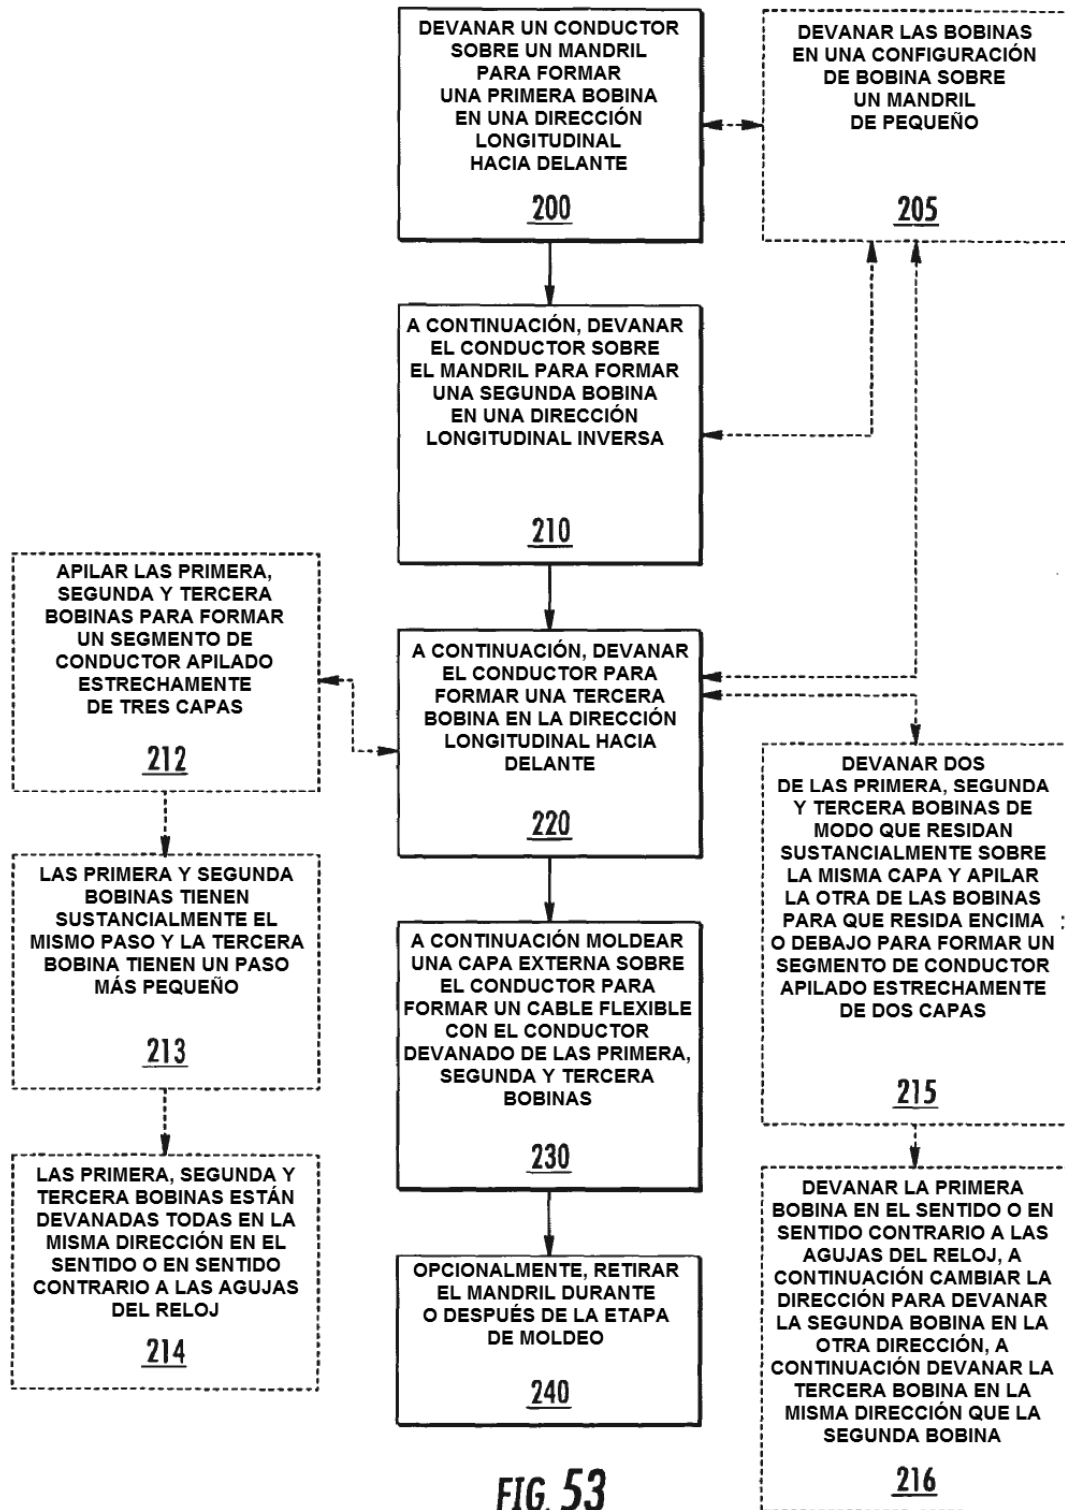 DEVANAR UN CONDUCTOR
SOBRE UN MANDRIL
PARA FORMAR
UNA PRIMERA BOBINA
EN UNA DIRECCIÓN
LONGITUDINAL
HACIA DELANTE
200
DEVANAR LAS BOBINAS
EN UNA CONFIGURACIÓN
DE BOBINA SOBRE
UN MANDRIL
DE PEQUEÑO
205
A CONTINUACIÓN, DEVANAR
EL CONDUCTOR SOBRE
EL MANDRIL PARA FORMAR
UNA SEGUNDA BOBINA
EN UNA DIRECCIÓN
LONGITUDINAL INVERSA
210
APILAR LAS PRIMERA,
SEGUNDA Y TERCERA
BOBINAS PARA FORMAR
UN SEGMENTO DE
CONDUCTOR APILADO
ESTRECHAMENTE
DE TRES CAPAS
212
A CONTINUACIÓN, DEVANAR
EL CONDUCTOR PARA
FORMAR UNA TERCERA
BOBINA EN LA DIRECCIÓN
LONGITUDINAL HACIA
DELANTE
220
DEVANAR DOS
DE LAS PRIMERA, SEGUNDA
Y TERCERA BOBINAS DE
MODO QUE RESIDAN
SUSTANCIALMENTE SOBRE
LA MISMA CAPA Y APILAR
LA OTRA DE LAS BOBINAS
PARA QUE RESIDA ENCIMA
O DEBAJO PARA FORMAR UN
SEGMENTO DE CONDUCTOR
APILADO ESTRECHAMENTE
DE DOS CAPAS
215
LAS PRIMERA Y SEGUNDA
BOBINAS TIENEN
SUSTANCIALMENTE EL
MISMO PASO Y LA TERCERA
BOBINA TIENEN UN PASO
MÁS PEQUEÑO
213
A CONTINUACIÓN MOLDEAR
UNA CAPA EXTERNA SOBRE
EL CONDUCTOR PARA
FORMAR UN CABLE FLEXIBLE
CON EL CONDUCTOR
DEVANADO DE LAS PRIMERA,
SEGUNDA Y TERCERA
BOBINAS
230
LAS PRIMERA, SEGUNDA Y
TERCERA BOBINAS ESTÁN
DEVANADAS TODAS EN LA
MISMA DIRECCIÓN EN EL
SENTIDO O EN SENTIDO
CONTRARIO A LAS AGUJAS
DEL RELOJ
214
DEVANAR LA PRIMERA
BOBINA EN EL SENTIDO O EN
SENTIDO CONTRARIO A LAS
AGUJAS DEL RELOJ, A
CONTINUACIÓN CAMBIAR LA
DIRECCIÓN PARA DEVANAR
LA SEGUNDA BOBINA EN LA
OTRA DIRECCIÓN, A
CONTINUACIÓN DEVANAR LA
TERCERA BOBINA EN LA
MISMA DIRECCIÓN QUE LA
SEGUNDA BOBINA
216
OPCIONALMENTE, RETIRAR
EL MANDRIL DURANTE
O DESPUÉS DE LA ETAPA
DE MOLDEO
240
FIG. 53